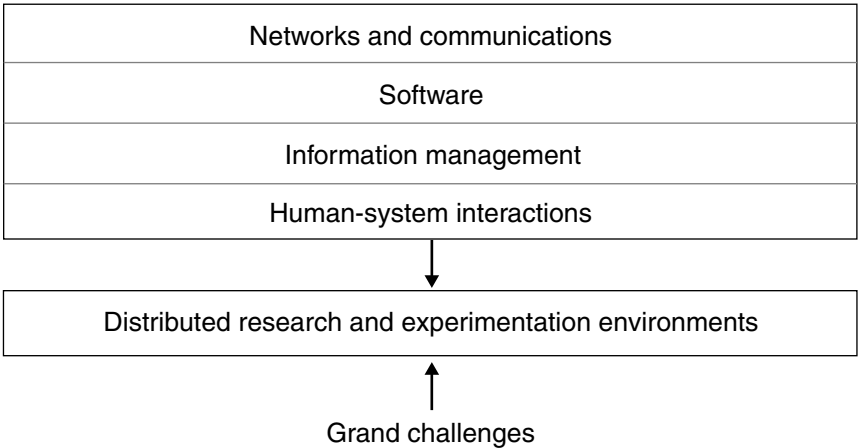 Networks and communications
Software
Information management
Human-system interactions
Distributed research and experimentation environments
Grand challenges